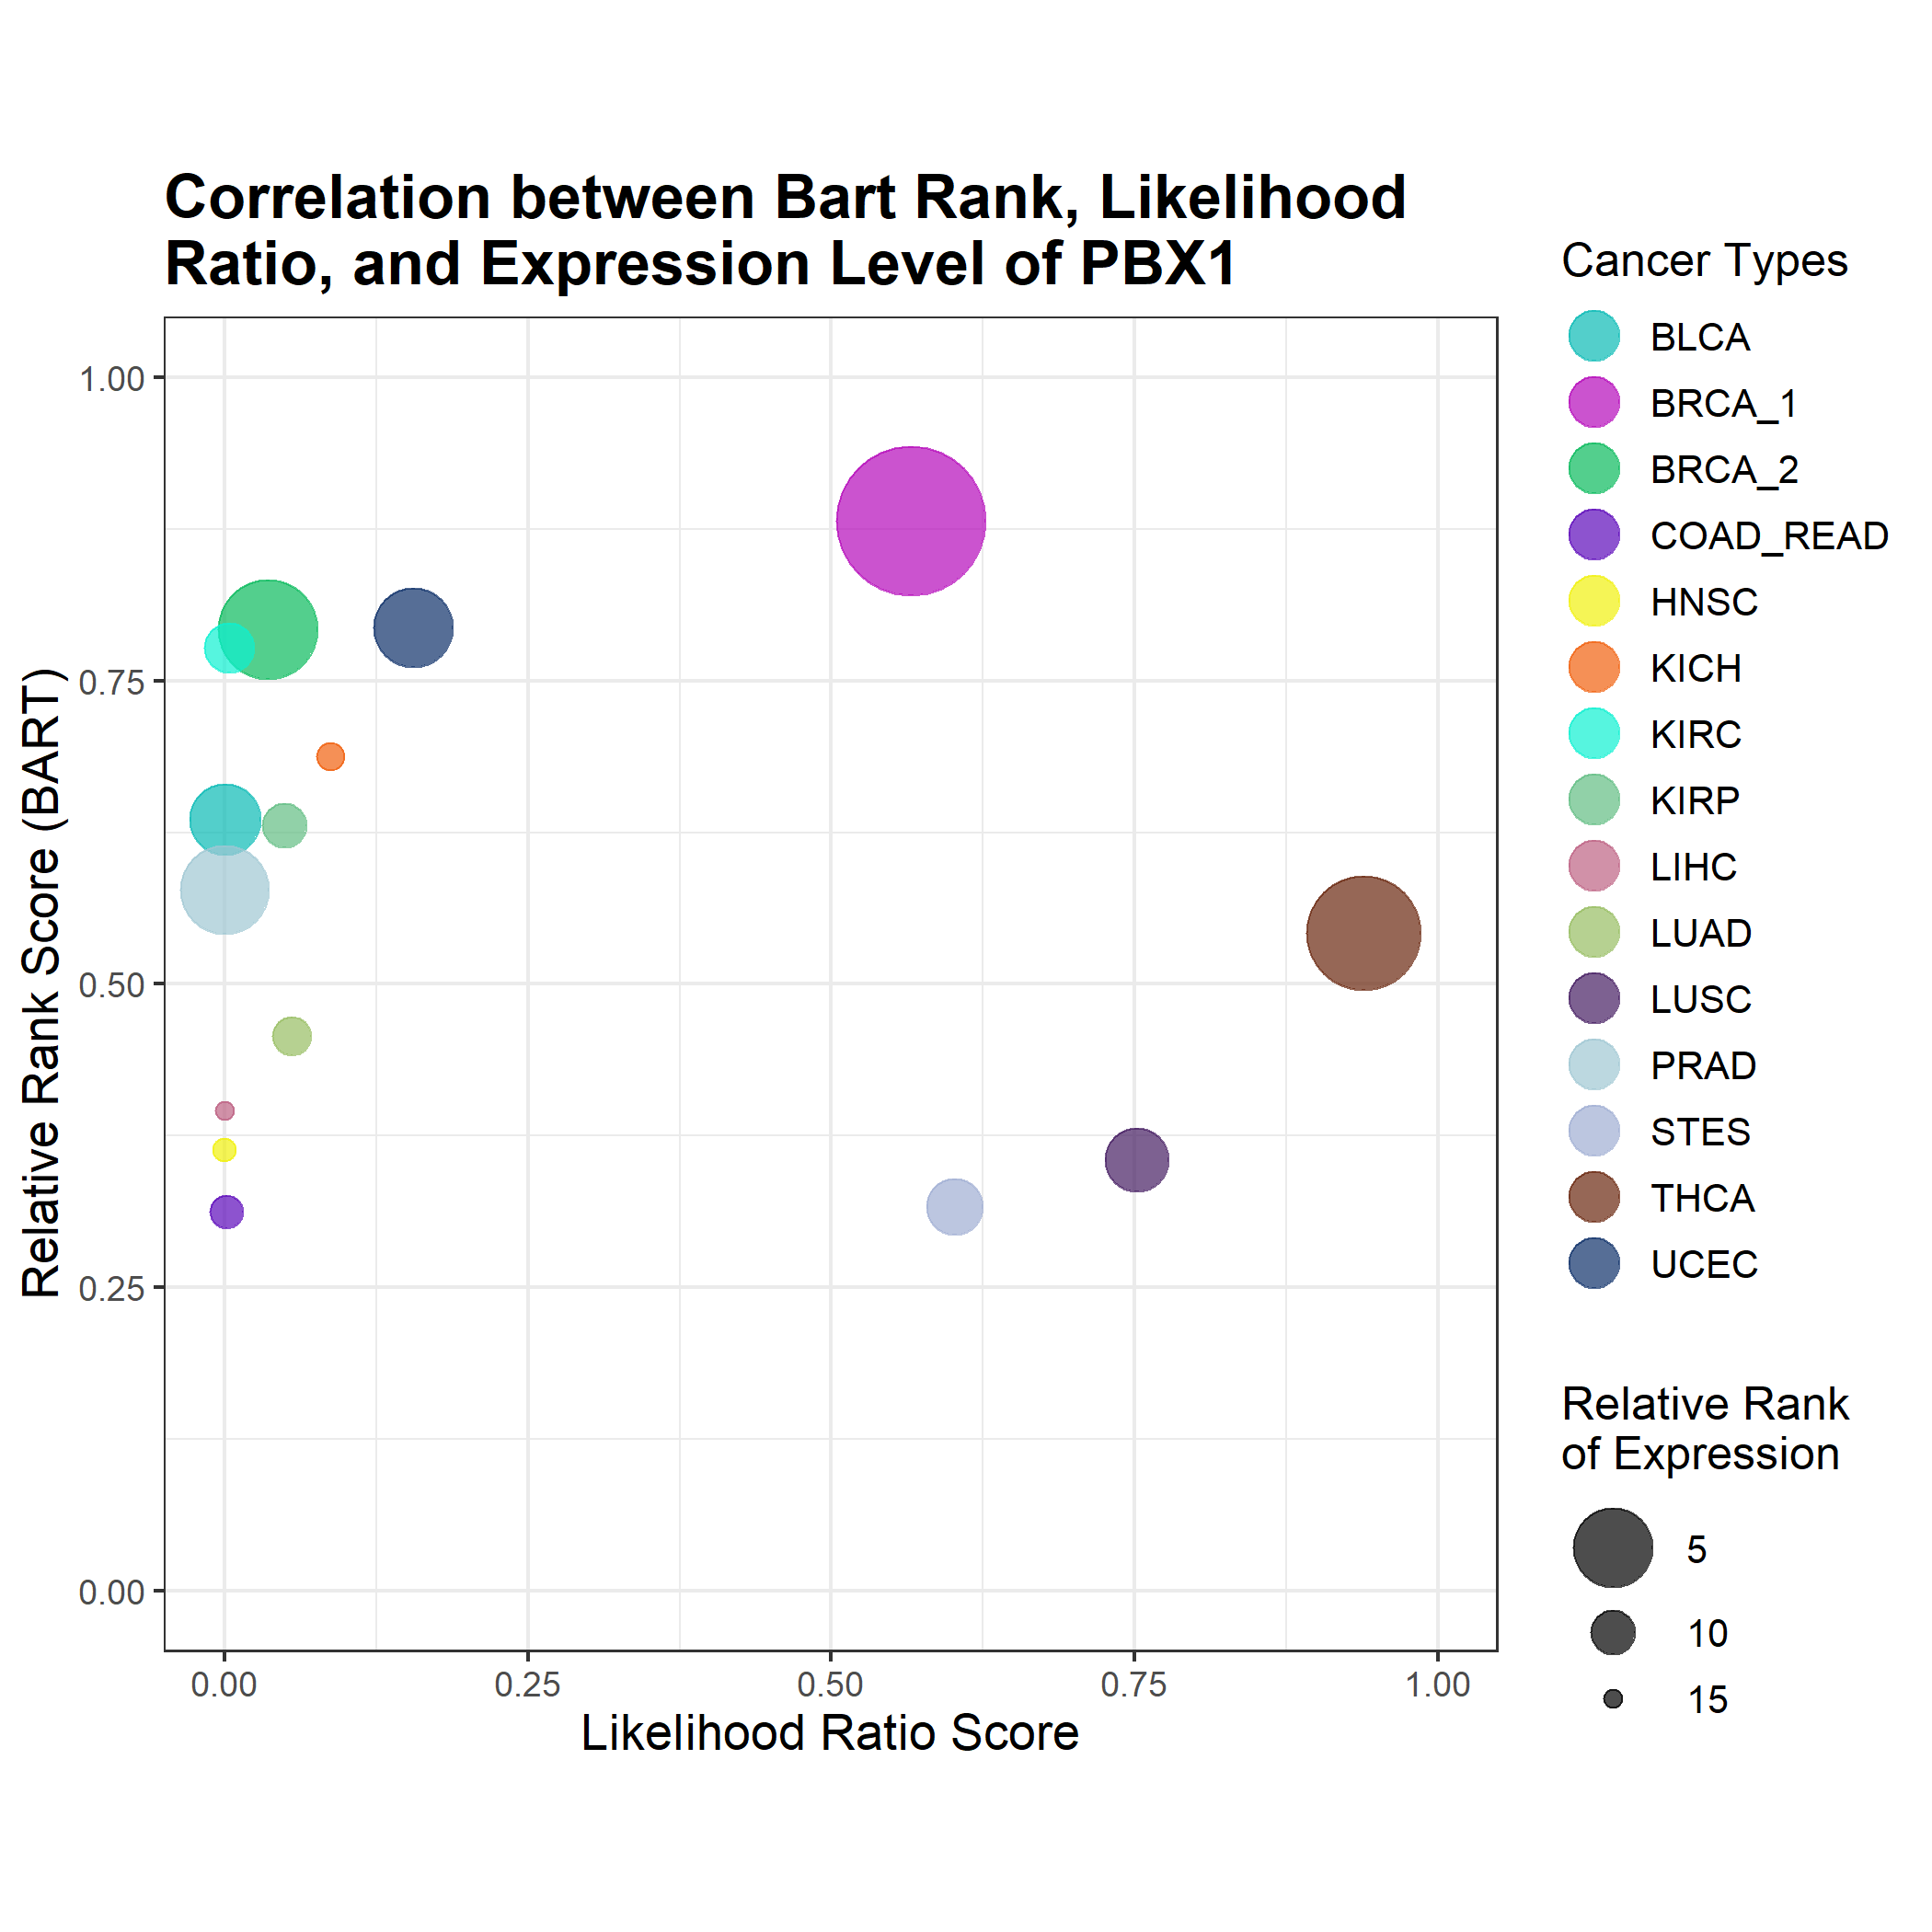 Correlation between Bart Rank, Likelihood
Ratio, and Expression Level of PBX1
Relative Rank Score (BART)
1.00
0.75
0.50
0.25
0.00
0.00 0.25 0.50 0.75 1.00
Likelihood Ratio Score
Cancer Types
BLCA
BRCA_1
BRCA_2
COAD_READ
HNSC
KICH
KIRC
KIRP
LIHC
LUAD
LUSC
PRAD
STES
THCA
UCEC
Relative Rank
of Expression
5
10
15